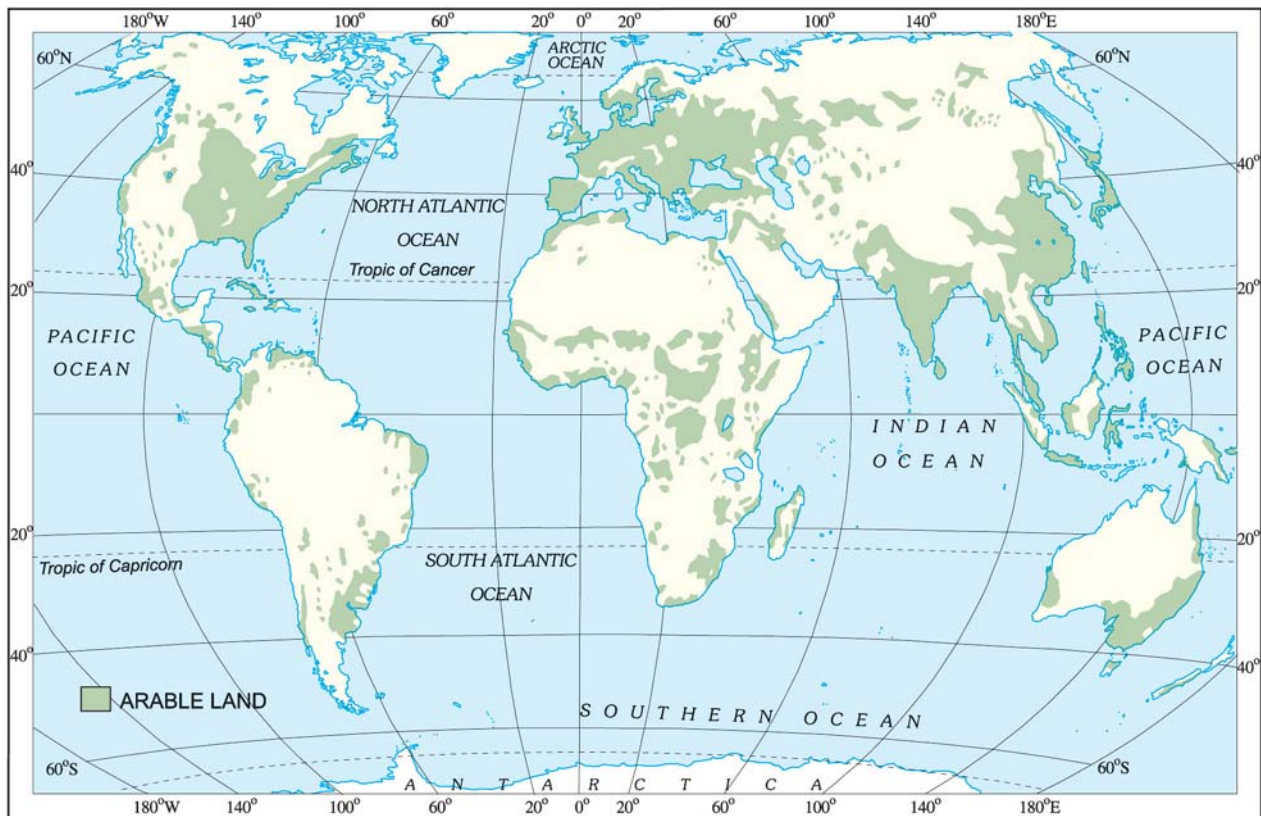 180°W 140° 100° 60° 20° 0° 20° 60° 100° 140° 180°E
60°N
ARCTIC
OCEAN
60°N
40°
40°
NORTH ATLANTIC
OCEAN
Tropic of Cancer
20°
20°
PACIFIC
OCEAN
PACIFIC
OCEAN
INDIAN
OCEAN
20°
20°
Tropic of Capricorn
SOUTH ATLANTIC
OCEAN
40°
40°
ARABLE LAND
SOUTHERN OCEAN
60°S
60°S
ANTARCTICA
180°W 140° 100° 60° 20° 0° 20° 60° 100° 140° 180°E